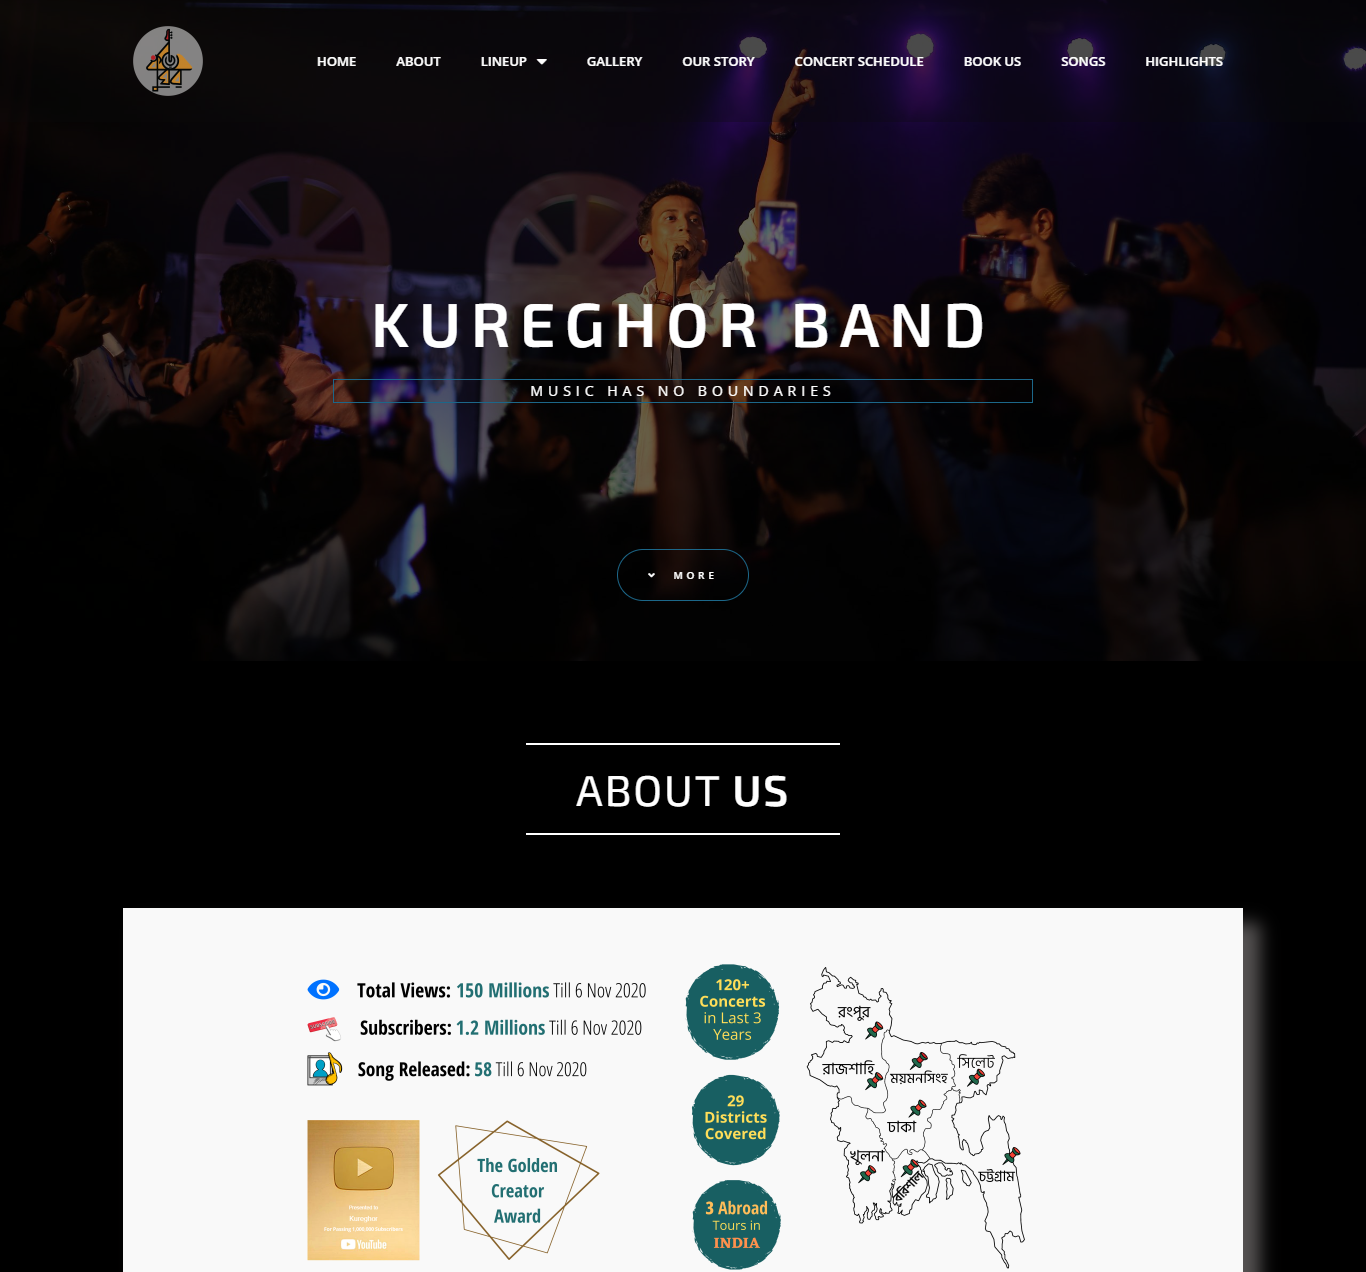 HOME
ABOUT
LINEUP
GALLERY
OUR STORY
CONCERT SCHEDULE
BOOK US
SONGS
HIGHLIGHTS
KUREGHOR BAND
MUSIC HAS NO BOUNDARIES
MORE
ABOUT US
Total Views: 150 Millions Till 6 Nov 2020
Subscribers: 1.2 Millions Till 6 Nov 2020
Song Released: 58 Till 6 Nov 2020
Presented to
Kureghor
For Passing 1,000,000 Subscribers
YouTube
The Golden
Creator
Award
120+
Concerts
in Last 3
Years
29
Districts
Covered
3 Abroad
Tours in
INDIA
রংপুর
রাজশাহি
ময়মনসিংহ
সিলেট
ঢাকা
খুলনা
বরিশাল
চট্টগ্রাম